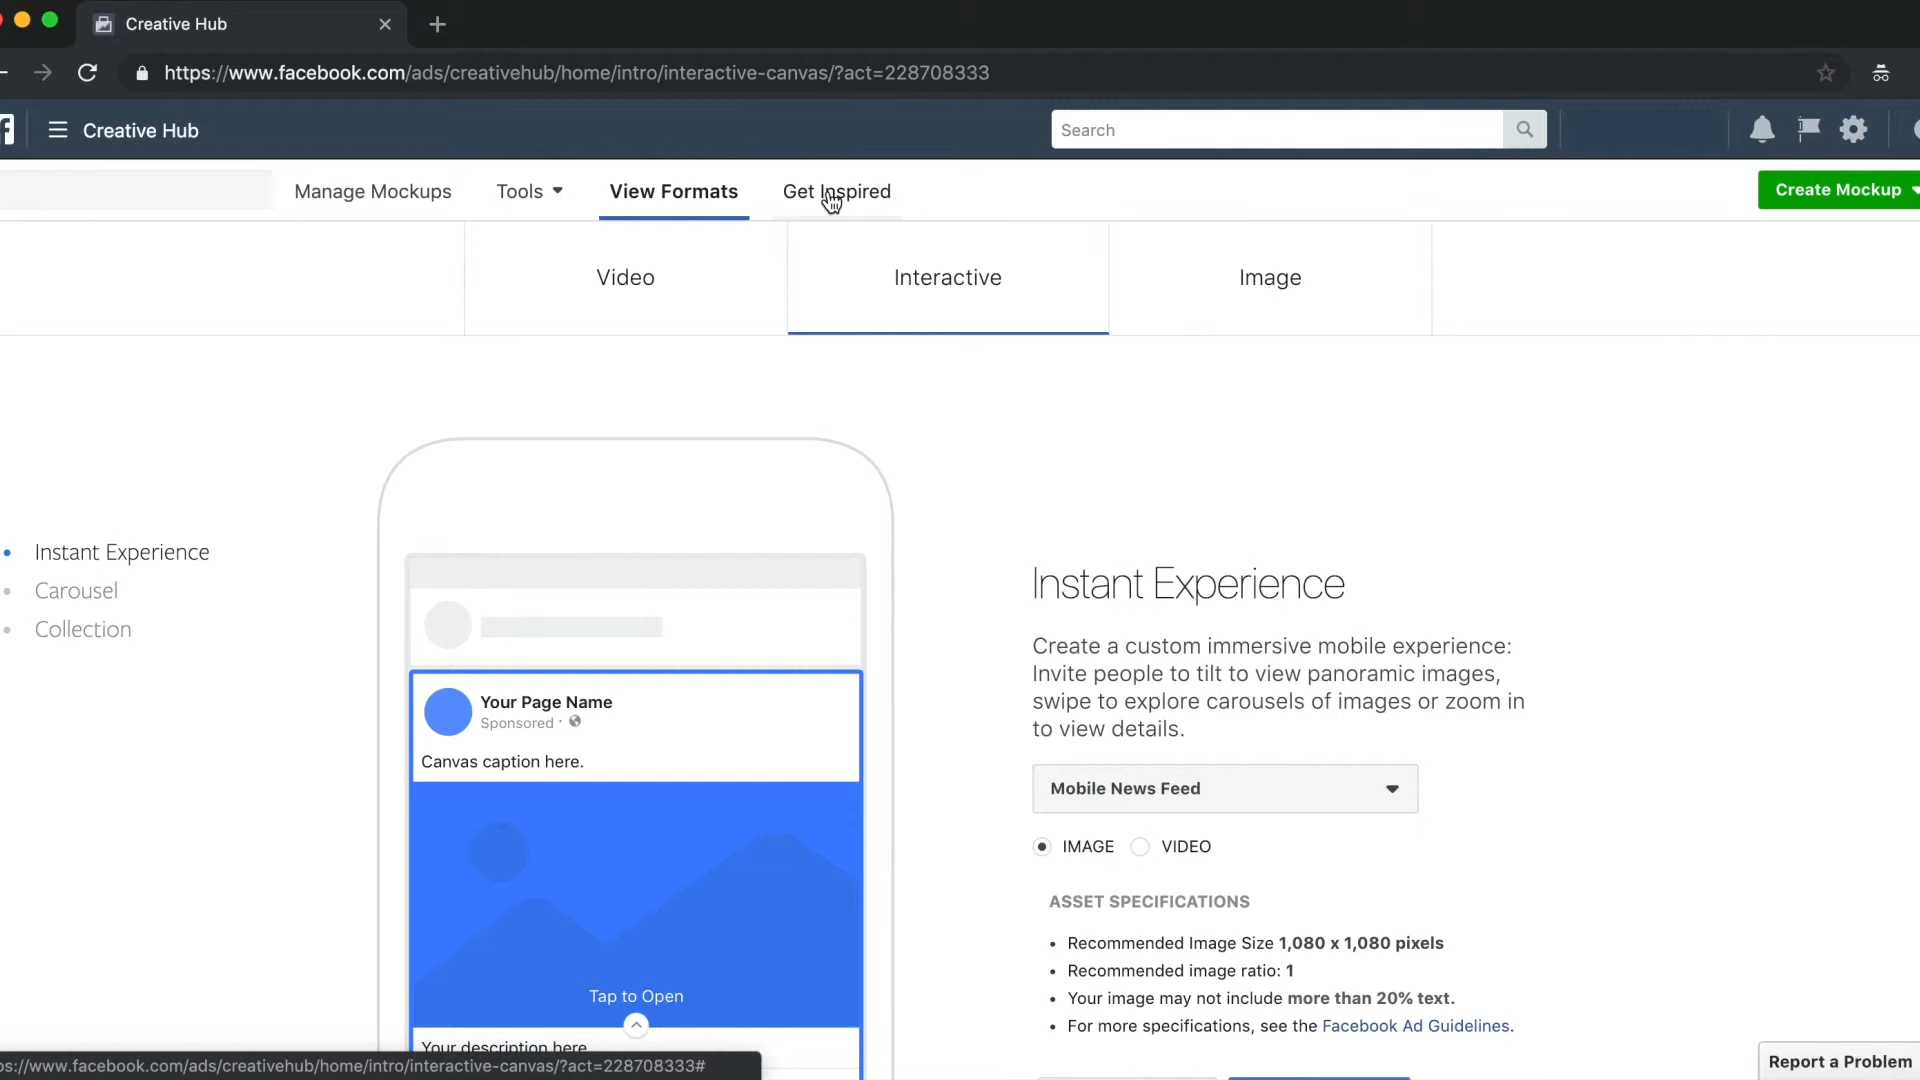 Creative Hub
https://www.facebook.com/ads/creativehub/home/intro/interactive-canvas/?act=228708333
Creative Hub
Search
Manage Mockups
Tools
View Formats
Get Inspired
Create Mockup
Video
Interactive
Image
Instant Experience
Carousel
Collection
Your Page Name
Sponsored ·
Canvas caption here.
Tap to Open
Your description here
Instant Experience
Create a custom immersive mobile experience:
Invite people to tilt to view panoramic images,
swipe to explore carousels of images or zoom in
to view details.
Mobile News Feed
IMAGE VIDEO
ASSET SPECIFICATIONS
• Recommended Image Size 1,080 x 1,080 pixels
• Recommended image ratio: 1
• Your image may not include more than 20% text.
• For more specifications, see the Facebook Ad Guidelines.
Report a Problem
ps://www.facebook.com/ads/creativehub/home/intro/interactive-canvas/?act=228708333#